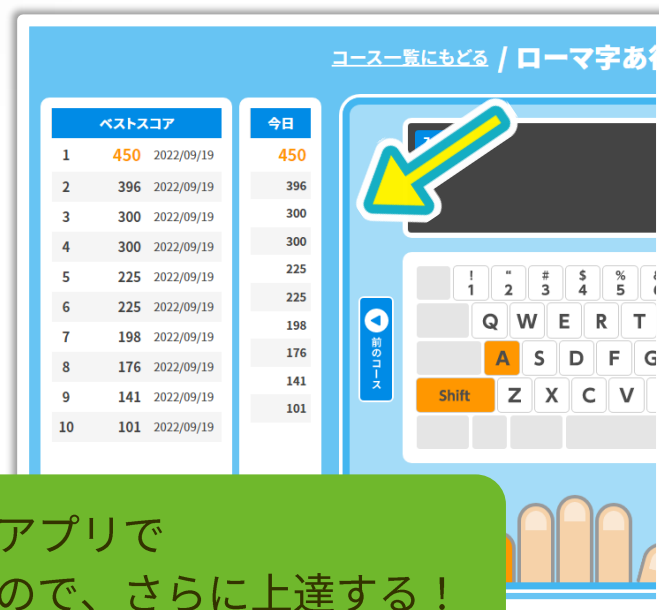 コース一覧にもどる / ローマ字あ
ベストスコア
1 450 2022/09/19
2 396 2022/09/19
3 300 2022/09/19
4 300 2022/09/19
5 225 2022/09/19
6 225 2022/09/19
7 198 2022/09/19
8 176 2022/09/19
9 141 2022/09/19
10 101 2022/09/19
今日
450
396
300
300
225
225
198
176
141
101
前のコース
! " # $ %
1 2 3 4 5
Q W E R T
A S D F G
Shift Z X C V
アプリで
ので、さらに上達する！